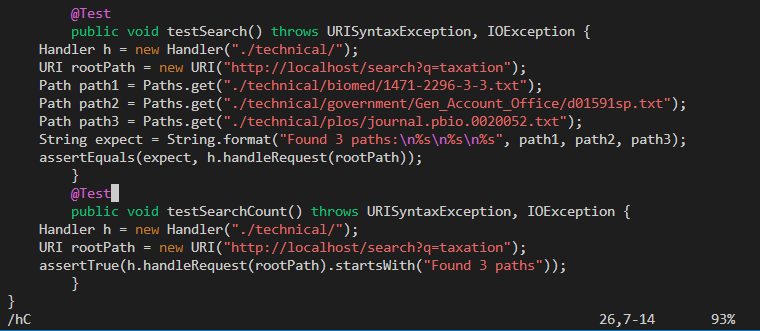 @Test
public void testSearch() throws URISyntaxException, IOException {
Handler h = new Handler("./technical/");
URI rootPath = new URI("http://localhost/search?q=taxation");
Path path1 = Paths.get("./technical/biomed/1471-2296-3-3.txt");
Path path2 = Paths.get("./technical/government/Gen_Account_Office/d01591sp.txt");
Path path3 = Paths.get("./technical/plos/journal.pbio.0020052.txt");
String expect = String.format("Found 3 paths:\n%s\n%s\n%s", path1, path2, path3);
assertEquals(expect, h.handleRequest(rootPath));
}
@Test
public void testSearchCount() throws URISyntaxException, IOException {
Handler h = new Handler("./technical/");
URI rootPath = new URI("http://localhost/search?q=taxation");
assertTrue(h.handleRequest(rootPath).startsWith("Found 3 paths"));
}
}
/hC 26,7-14 93%